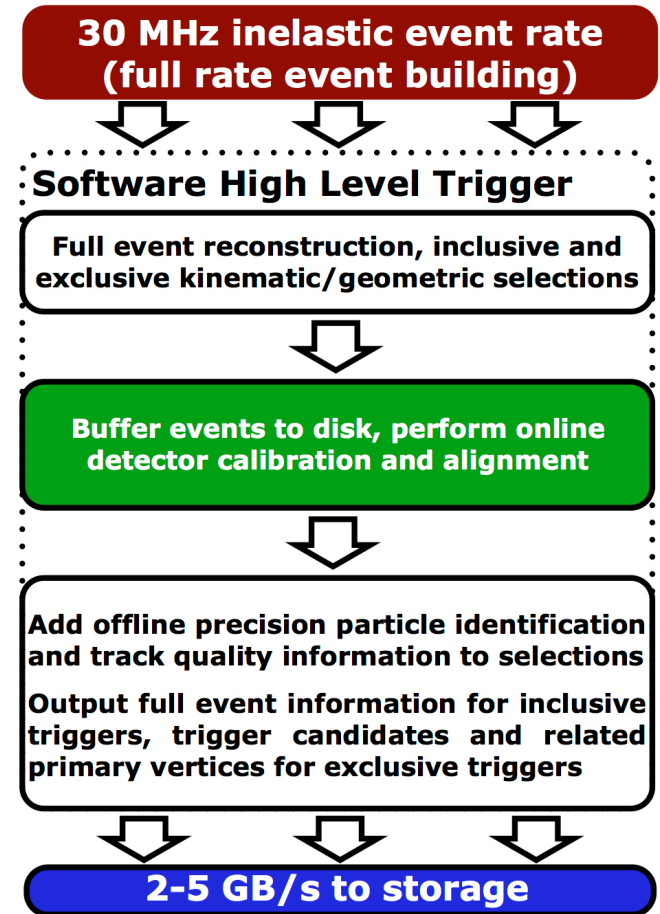 30 MHz inelastic event rate
(full rate event building)
Software High Level Trigger
Full event reconstruction, inclusive and
exclusive kinematic/geometric selections
Buffer events to disk, perform online
detector calibration and alignment
Add offline precision particle identification
and track quality information to selections
Output full event information for inclusive
triggers, trigger candidates and related
primary vertices for exclusive triggers
2-5 GB/s to storage